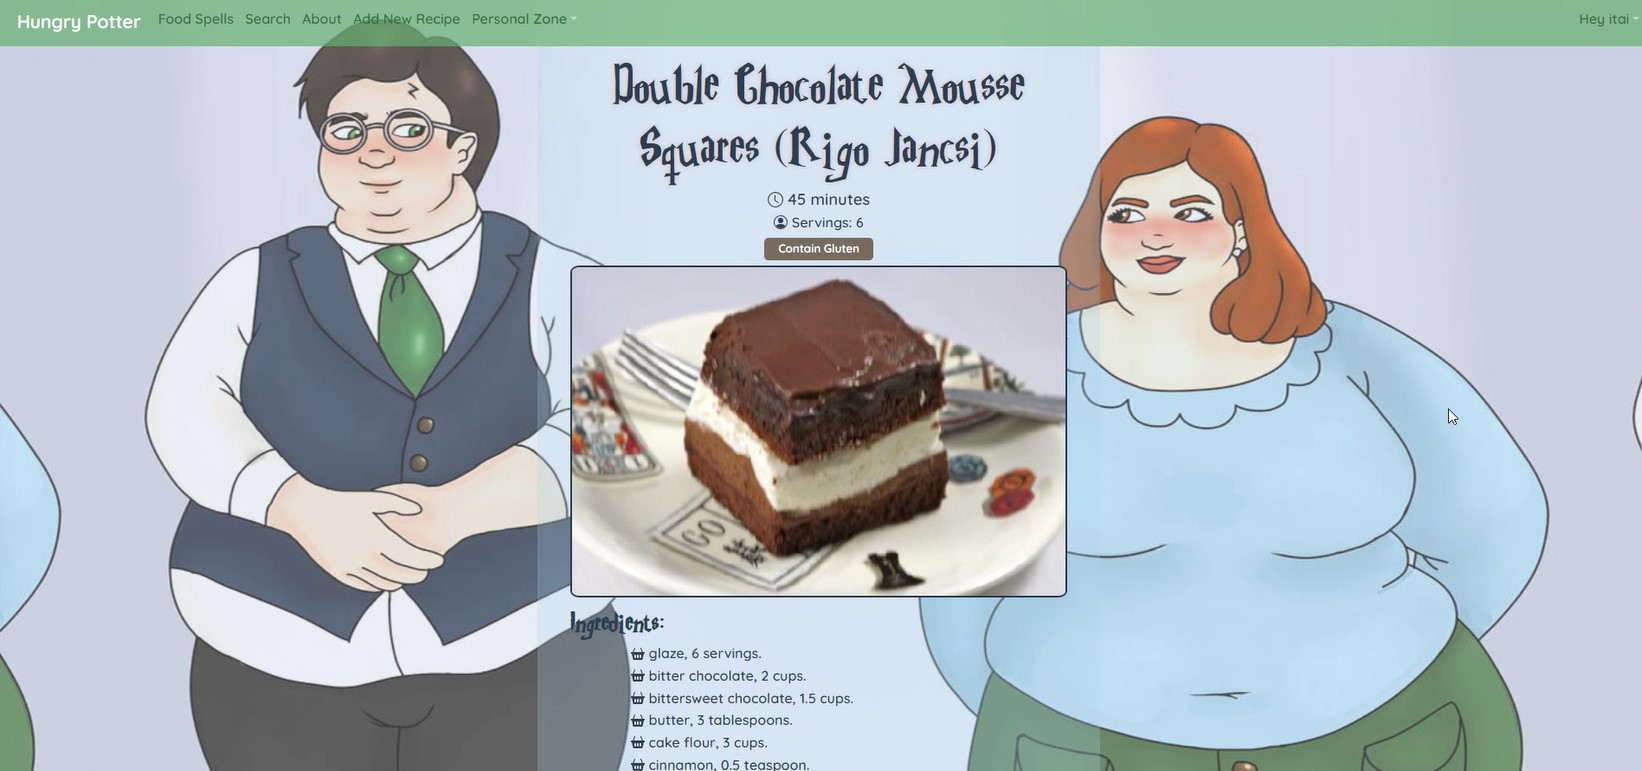 Hungry Potter Food Spells Search About Add New Recipe Personal Zone Hey itai
Double Chocolate Mousse
Squares (Rigo Jancsi)
45 minutes
Servings: 6
Contain Gluten
GO
Ingredients:
glaze, 6 servings.
bitter chocolate, 2 cups.
bittersweet chocolate, 1.5 cups.
butter, 3 tablespoons.
cake flour, 3 cups.
cinnamon, 0.5 teaspoon.